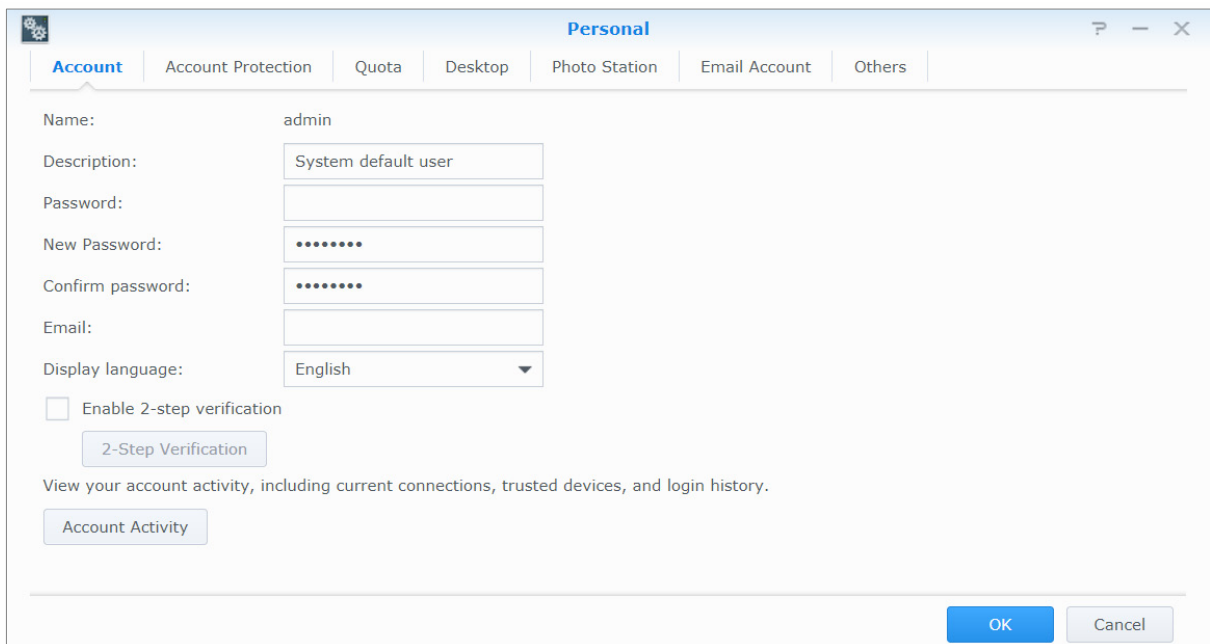 Personal
Account Account Protection Quota Desktop Photo Station Email Account Others
Name: admin
Description: System default user
Password:
New Password: ••••••••
Confirm password: ••••••••
Email:
Display language: English
Enable 2-step verification
2-Step Verification
View your account activity, including current connections, trusted devices, and login history.
Account Activity
OK Cancel